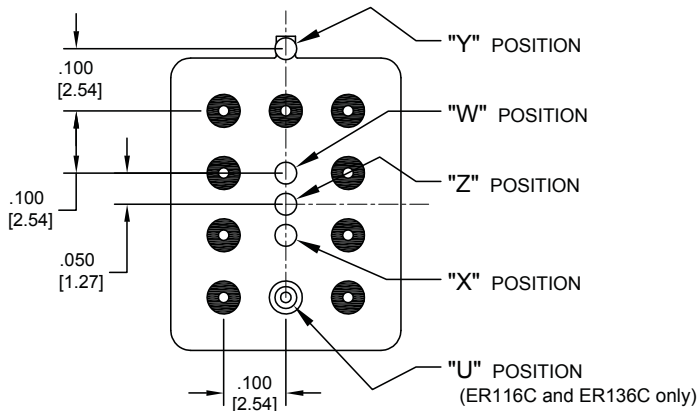 "Y" POSITION
.100
[2.54]
"W" POSITION
"Z" POSITION
.100
[2.54]
.050
[1.27]
"X" POSITION
"U" POSITION
(ER116C and ER136C only)
.100
[2.54]